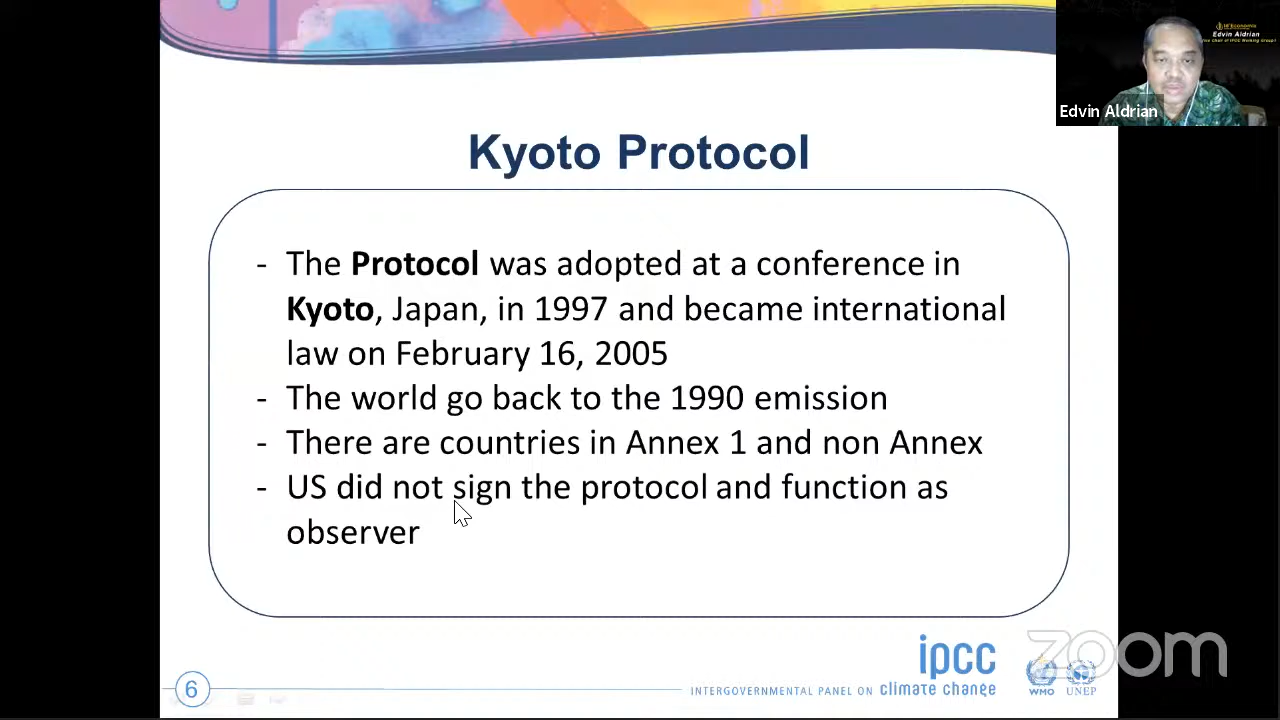 Edvin Aldrian
Edvin Aldrian
Kyoto Protocol
- The Protocol was adopted at a conference in
Kyoto, Japan, in 1997 and became international
law on February 16, 2005
- The world go back to the 1990 emission
- There are countries in Annex 1 and non Annex
- US did not sign the protocol and function as
observer
6
INTERGOVERNMENTAL PANEL ON climate change
ipcc
WMO
UNEP
zoom